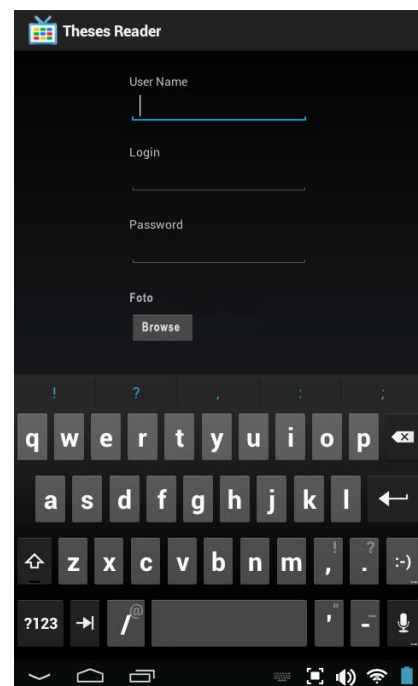 Theses Reader
User Name
Login
Password
Foto
Browse
! ? , : ;
q w e r t y u i o p
a s d f g h j k l
z x c v b n m , ! . ? :-) ...
?123 / @ ' " - _ ...